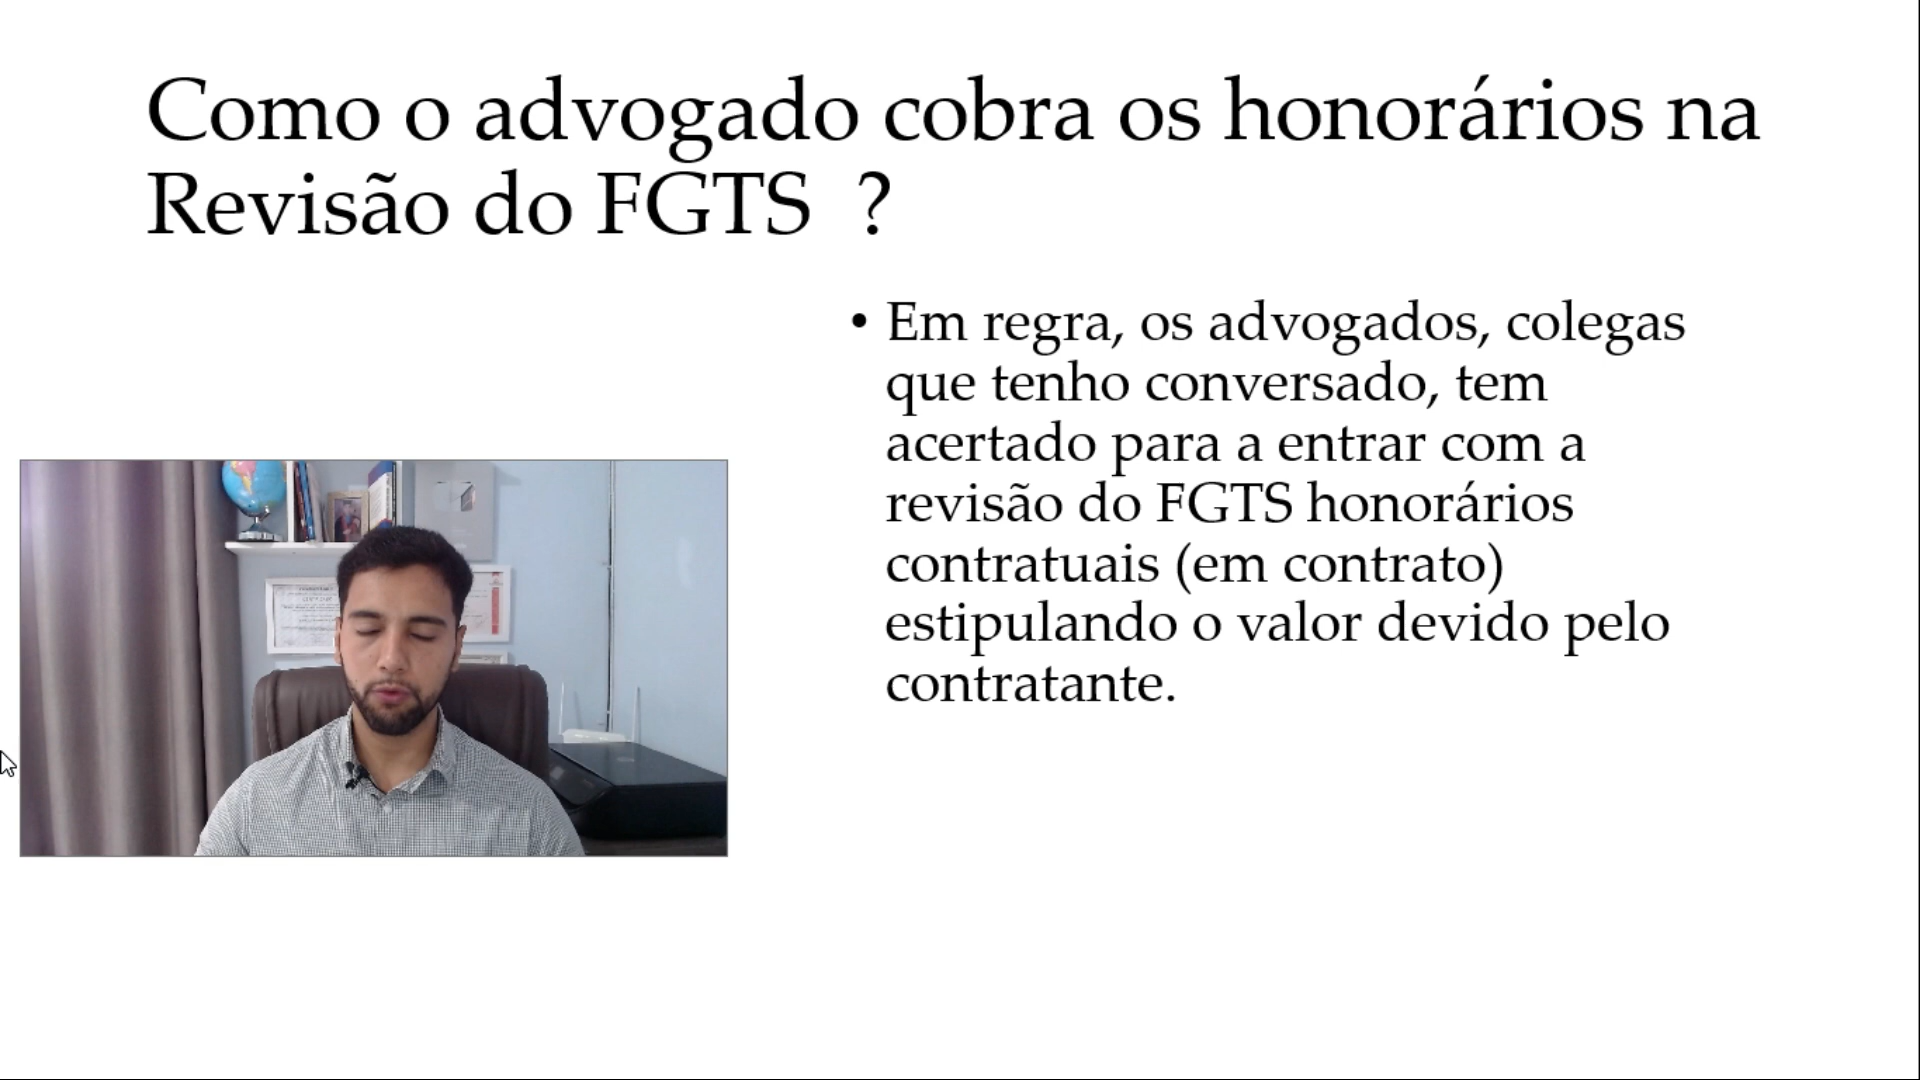 Como o advogado cobra os honorários na
Revisão do FGTS ?
• Em regra, os advogados, colegas
que tenho conversado, tem
acertado para a entrar com a
revisão do FGTS honorários
contratuais (em contrato)
estipulando o valor devido pelo
contratante.